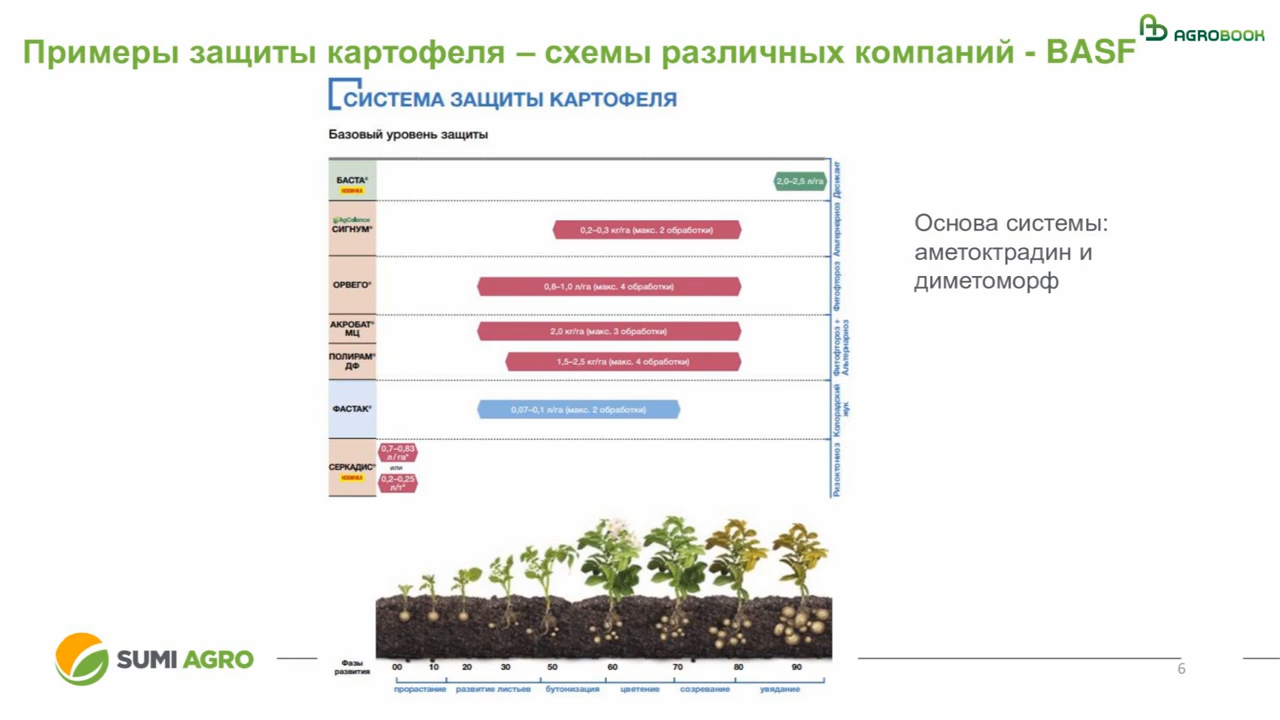 Примеры защиты картофеля – схемы различных компаний - BASF
AGROBOOK
СИСТЕМА ЗАЩИТЫ КАРТОФЕЛЯ
Базовый уровень защиты
БАСТА®
НОВИНКА
2,0–2,5 л/га
Десикант
AgCelence
СИГНУМ®
0,2–0,3 кг/га (макс. 2 обработки)
Альтернариоз
ОРВЕГО®
0,8–1,0 л/га (макс. 4 обработки)
Фитофтороз
АКРОБАТ®
МЦ
2,0 кг/га (макс. 3 обработки)
ПОЛИРАМ®
ДФ
1,5–2,5 кг/га (макс. 4 обработки)
Фитофтороз +
Альтернариоз
ФАСТАК®
0,07–0,1 л/га (макс. 2 обработки)
Колорадский
жук
СЕРКАДИС®
НОВИНКА
0,7–0,83
л/га*
или
0,2–0,25
л/т*
Ризоктониоз
Основа системы:
аметоктрадин и
диметоморф
Фазы
развития
00 10 20 30 50 60 70 80 90
прорастание развитие листьев бутонизация цветение созревание увядание
SUMI AGRO
6